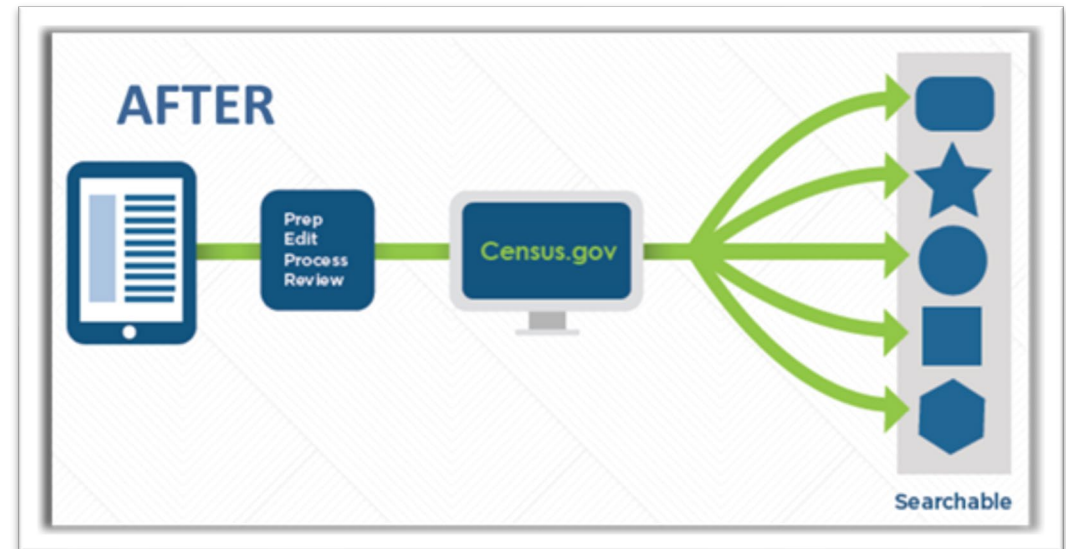 AFTER
Prep
Edit
Process
Review
Census.gov
Searchable